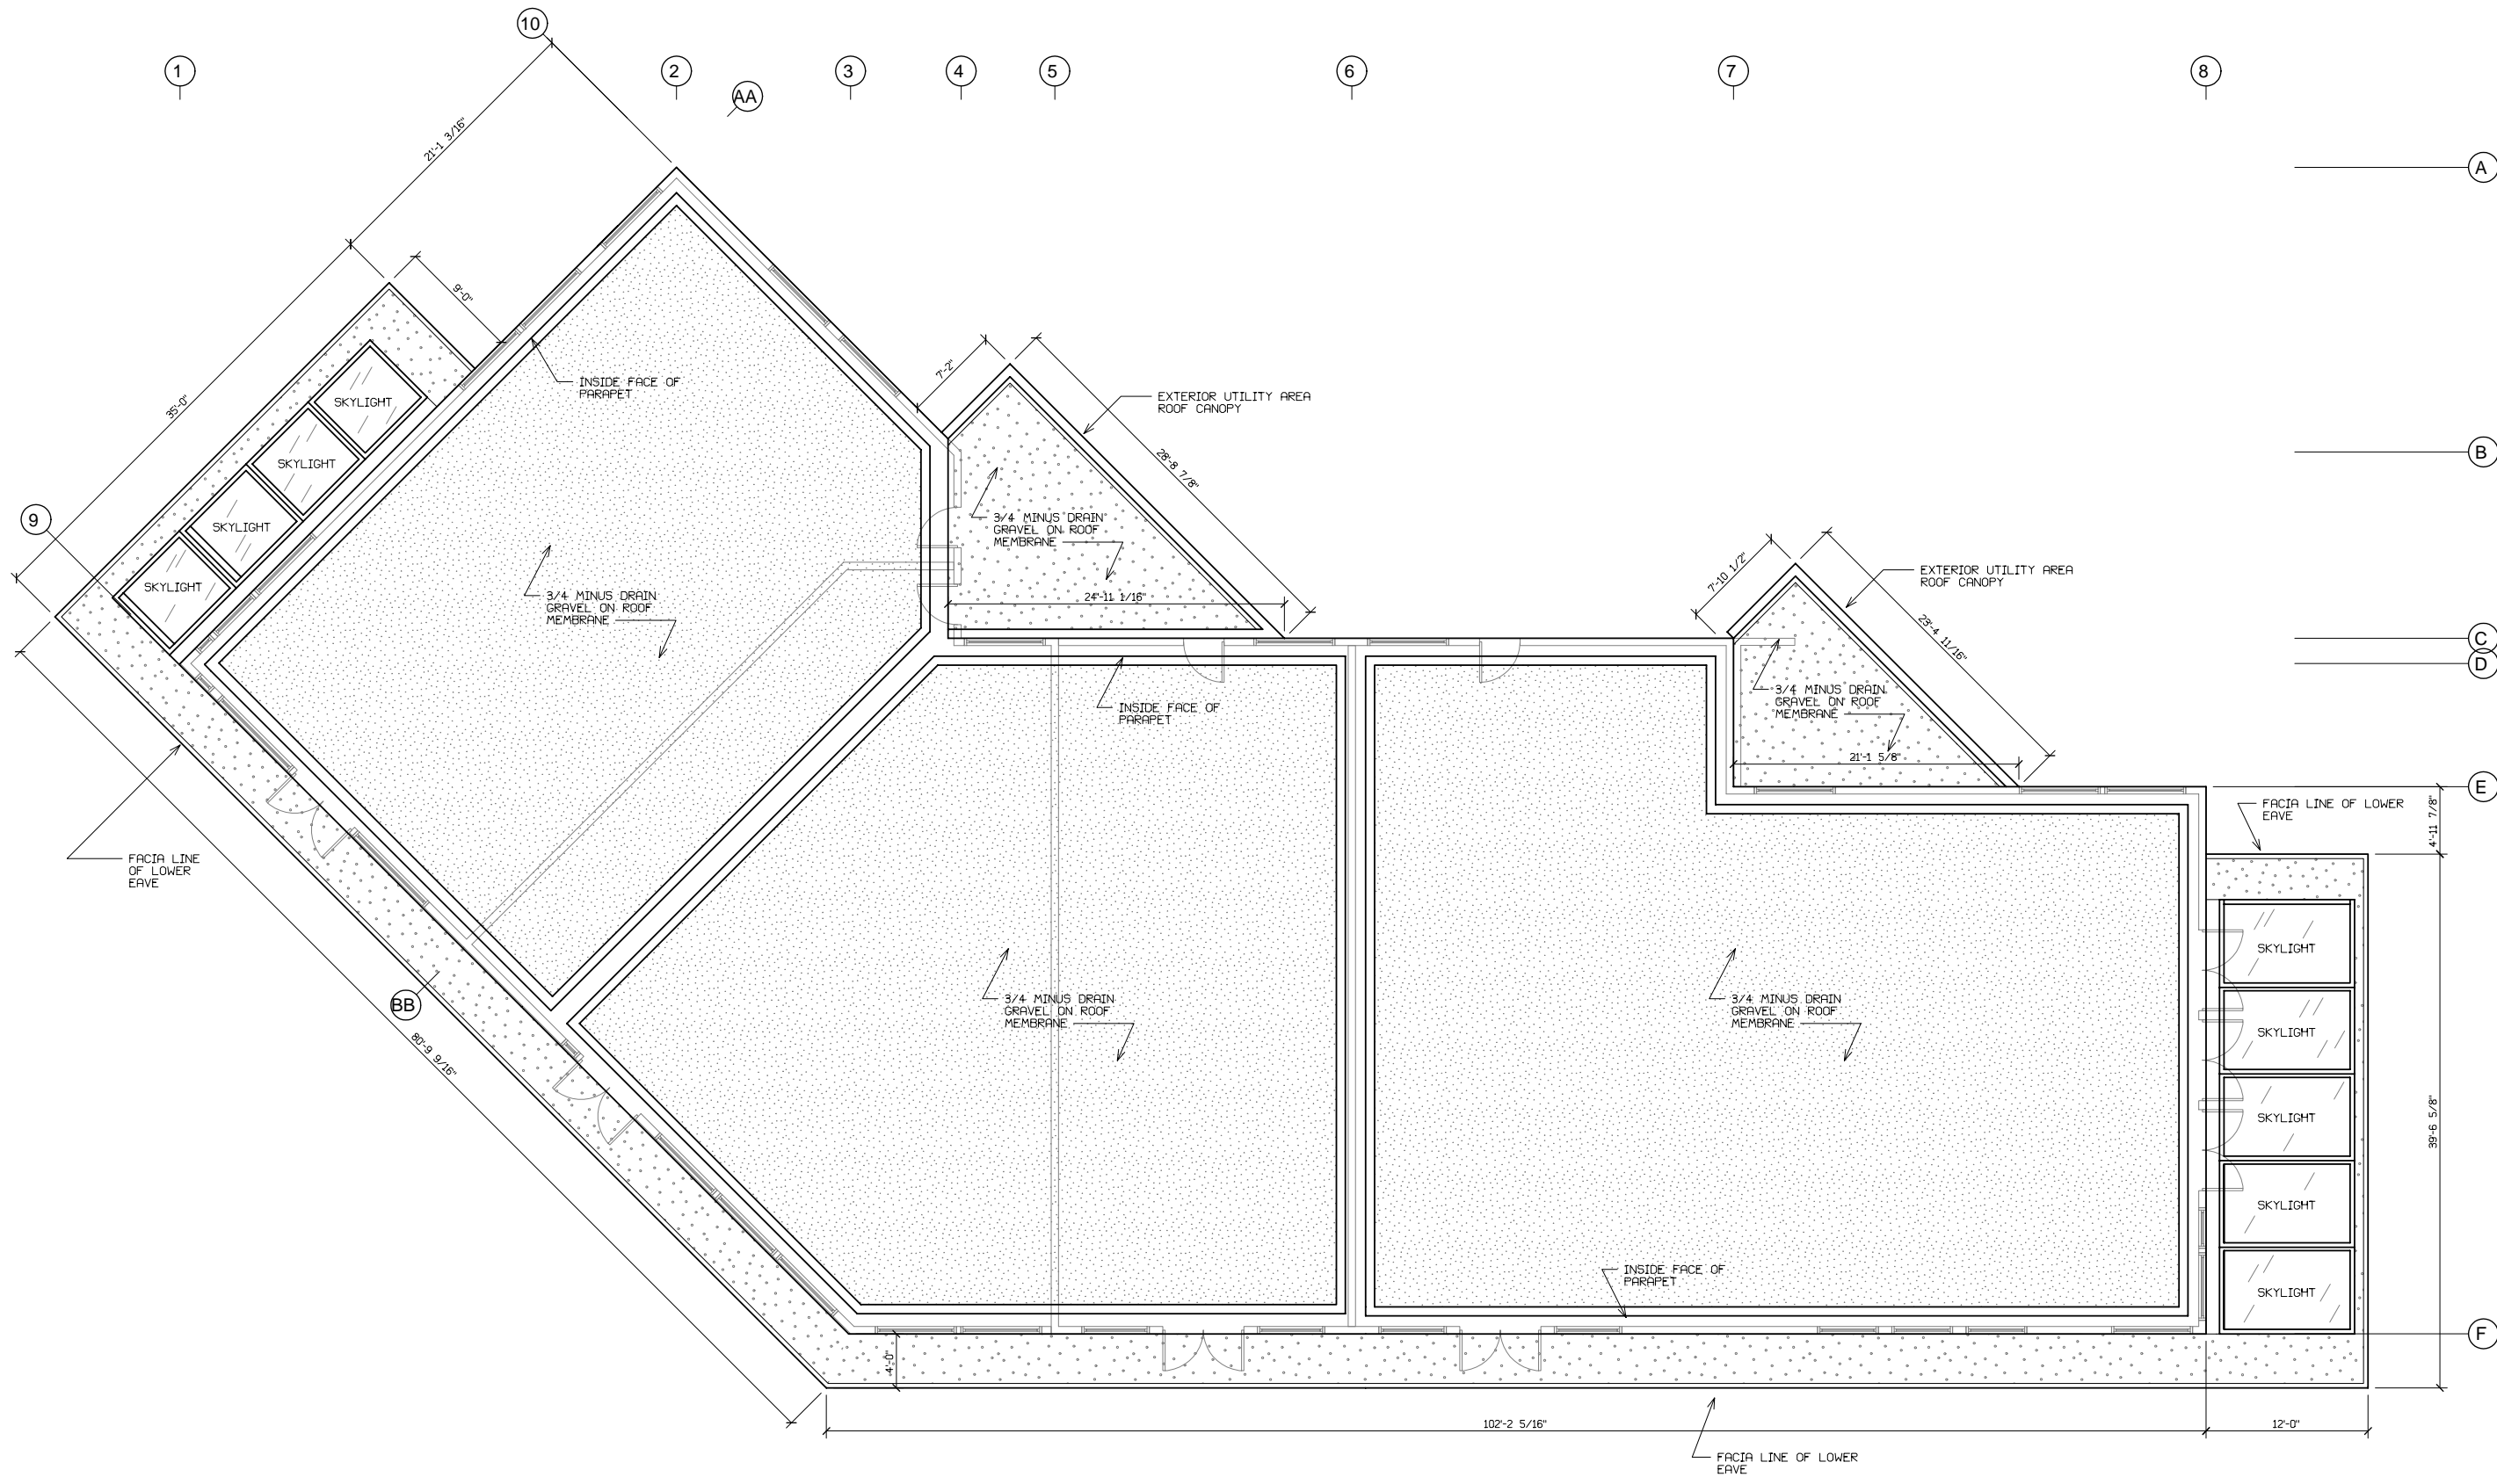 10
1
2
3
4
5
6
7
8
AA
A
21'-1 3/16"
9'-0"
7'-2"
EXTERIOR UTILITY AREA
ROOF CANOPY
INSIDE FACE OF
PARAPET
35'-0"
SKYLIGHT
SKYLIGHT
SKYLIGHT
SKYLIGHT
28'-8 7/8"
B
9
3/4 MINUS DRAIN
GRAVEL ON ROOF
MEMBRANE
3/4 MINUS DRAIN
GRAVEL ON ROOF
MEMBRANE
24'-11 1/16"
7'-10 1/2"
EXTERIOR UTILITY AREA
ROOF CANOPY
23'-4 11/16"
C
D
3/4 MINUS DRAIN
GRAVEL ON ROOF
MEMBRANE
INSIDE FACE OF
PARAPET
21'-1 5/8"
E
4'-11 7/8"
FACIA LINE OF LOWER
EAVE
FACIA LINE
OF LOWER
EAVE
SKYLIGHT
SKYLIGHT
SKYLIGHT
SKYLIGHT
SKYLIGHT
39'-6 5/8"
3/4 MINUS DRAIN
GRAVEL ON ROOF
MEMBRANE
3/4 MINUS DRAIN
GRAVEL ON ROOF
MEMBRANE
BB
80'-9 9/16"
INSIDE FACE OF
PARAPET
F
4'-0"
102'-2 5/16"
12'-0"
FACIA LINE OF LOWER
EAVE